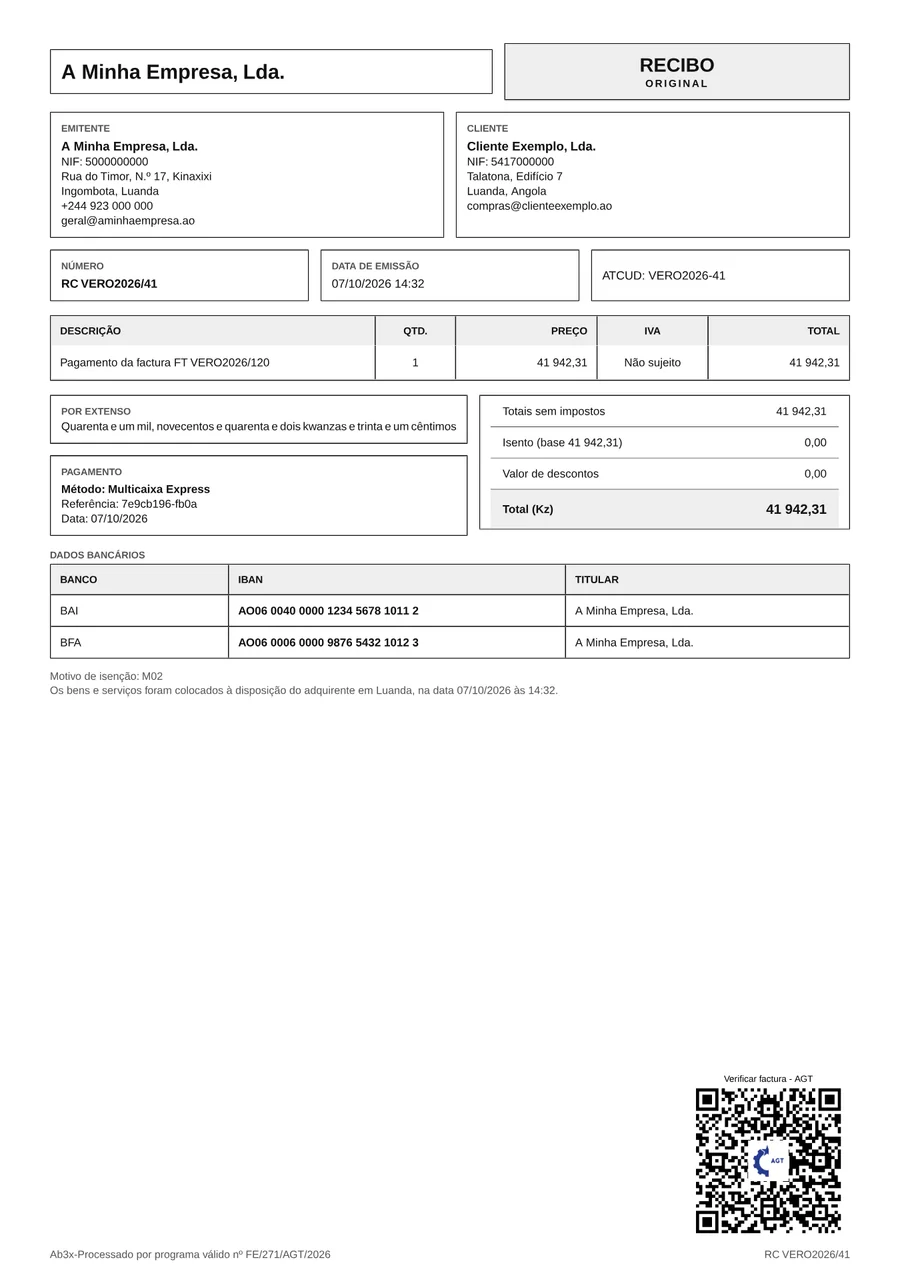 A Minha Empresa, Lda.
RECIBO
ORIGINAL
EMITENTE
A Minha Empresa, Lda.
NIF: 5000000000
Rua do Timor, N.º 17, Kinaxixi
Ingombota, Luanda
+244 923 000 000
geral@aminhaempresa.ao
CLIENTE
Cliente Exemplo, Lda.
NIF: 5417000000
Talatona, Edifício 7
Luanda, Angola
compras@clienteexemplo.ao
NÚMERO
RC VERO2026/41
DATA DE EMISSÃO
07/10/2026 14:32
ATCUD: VERO2026-41
DESCRIÇÃO QTD. PREÇO IVA TOTAL
Pagamento da factura FT VERO2026/120 1 41 942,31 Não sujeito 41 942,31
POR EXTENSO
Quarenta e um mil, novecentos e quarenta e dois kwanzas e trinta e um cêntimos
PAGAMENTO
Método: Multicaixa Express
Referência: 7e9cb196-fb0a
Data: 07/10/2026
Totais sem impostos 41 942,31
Isento (base 41 942,31) 0,00
Valor de descontos 0,00
Total (Kz) 41 942,31
DADOS BANCÁRIOS
BANCO IBAN TITULAR
BAI AO06 0040 0000 1234 5678 1011 2 A Minha Empresa, Lda.
BFA AO06 0006 0000 9876 5432 1012 3 A Minha Empresa, Lda.
Motivo de isenção: M02
Os bens e serviços foram colocados à disposição do adquirente em Luanda, na data 07/10/2026 às 14:32.
Verificar factura - AGT
AGT
Ab3x-Processado por programa válido nº FE/271/AGT/2026
RC VERO2026/41